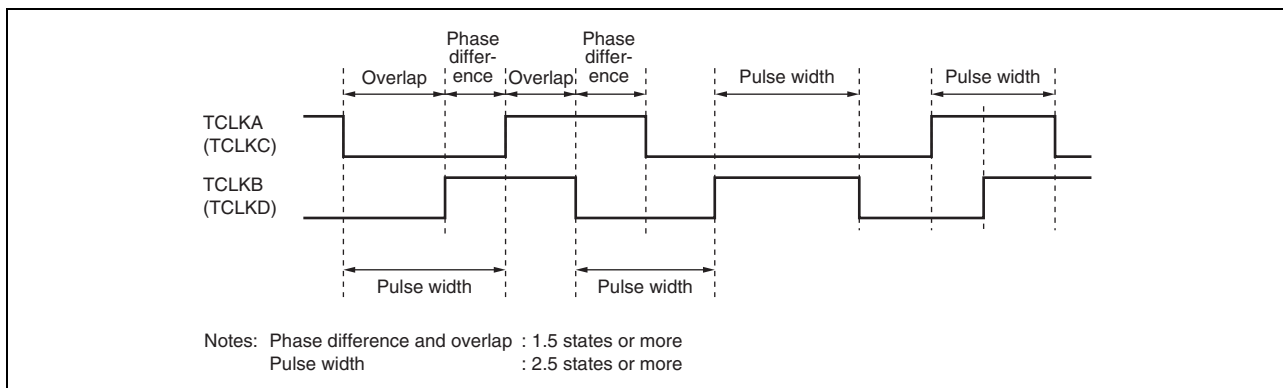 Phase
differ-
ence
Phase
differ-
ence
Overlap
Overlap
Pulse width
Pulse width
TCLKA
(TCLKC)
TCLKB
(TCLKD)
Pulse width
Pulse width
Notes: Phase difference and overlap : 1.5 states or more
Pulse width : 2.5 states or more